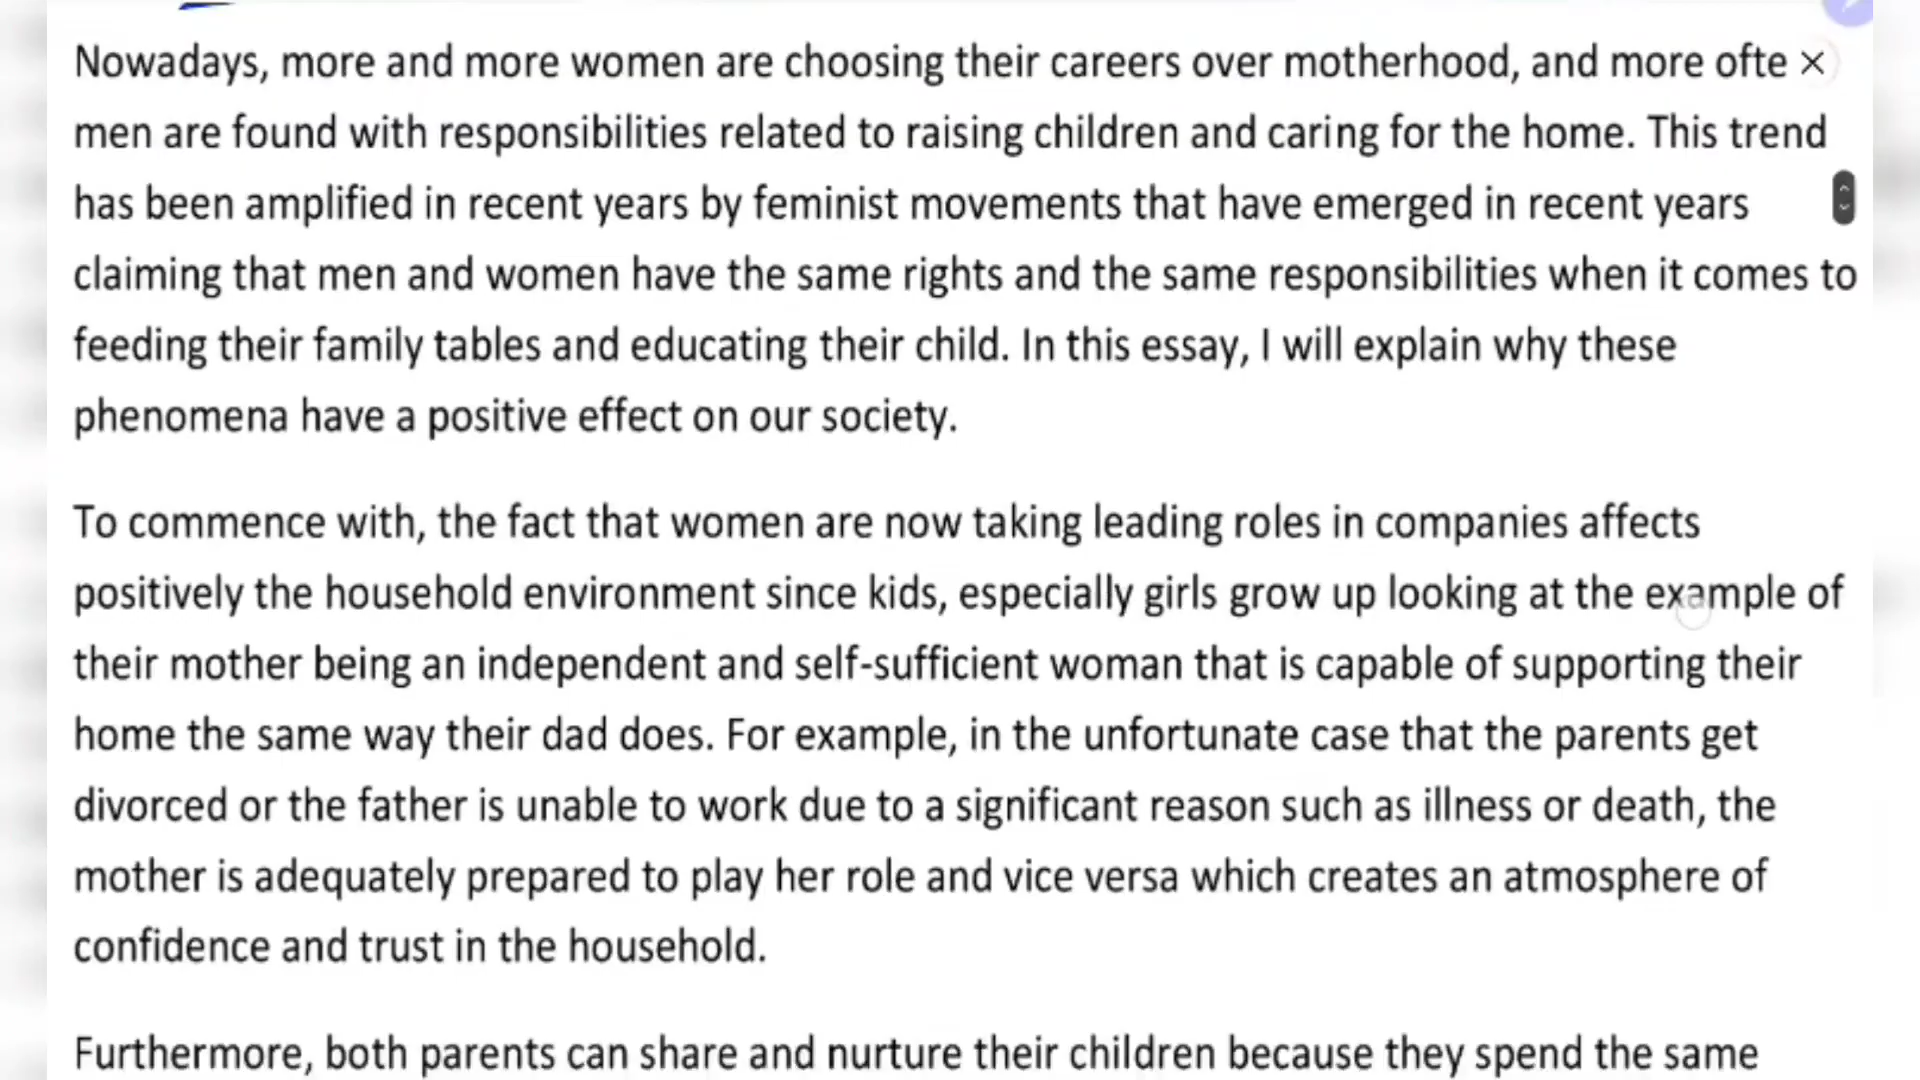 Nowadays, more and more women are choosing their careers over motherhood, and more ofte
men are found with responsibilities related to raising children and caring for the home. This trend
has been amplified in recent years by feminist movements that have emerged in recent years
claiming that men and women have the same rights and the same responsibilities when it comes to
feeding their family tables and educating their child. In this essay, I will explain why these
phenomena have a positive effect on our society.
To commence with, the fact that women are now taking leading roles in companies affects
positively the household environment since kids, especially girls grow up looking at the example of
their mother being an independent and self-sufficient woman that is capable of supporting their
home the same way their dad does. For example, in the unfortunate case that the parents get
divorced or the father is unable to work due to a significant reason such as illness or death, the
mother is adequately prepared to play her role and vice versa which creates an atmosphere of
confidence and trust in the household.
Furthermore, both parents can share and nurture their children because they spend the same